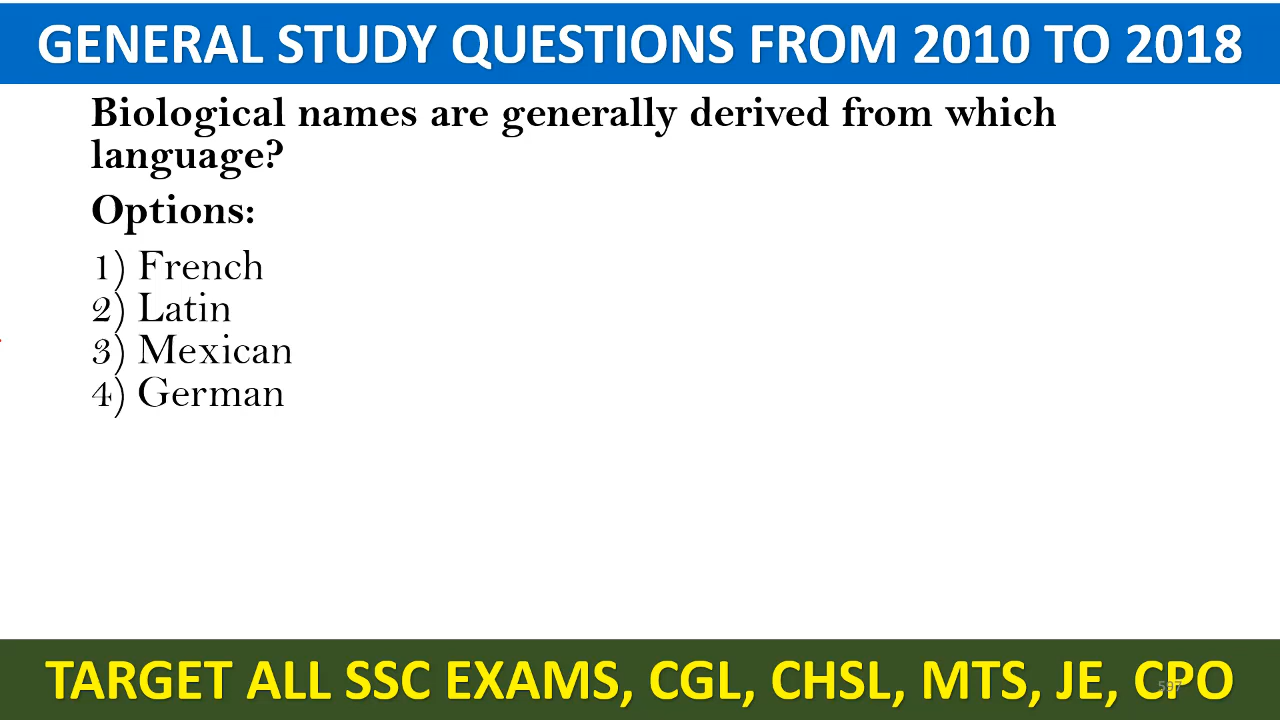 GENERAL STUDY QUESTIONS FROM 2010 TO 2018
Biological names are generally derived from which
language?
Options:
1) French
2) Latin
3) Mexican
4) German
TARGET ALL SSC EXAMS, CGL, CHSL, MTS, JE, CPO
597